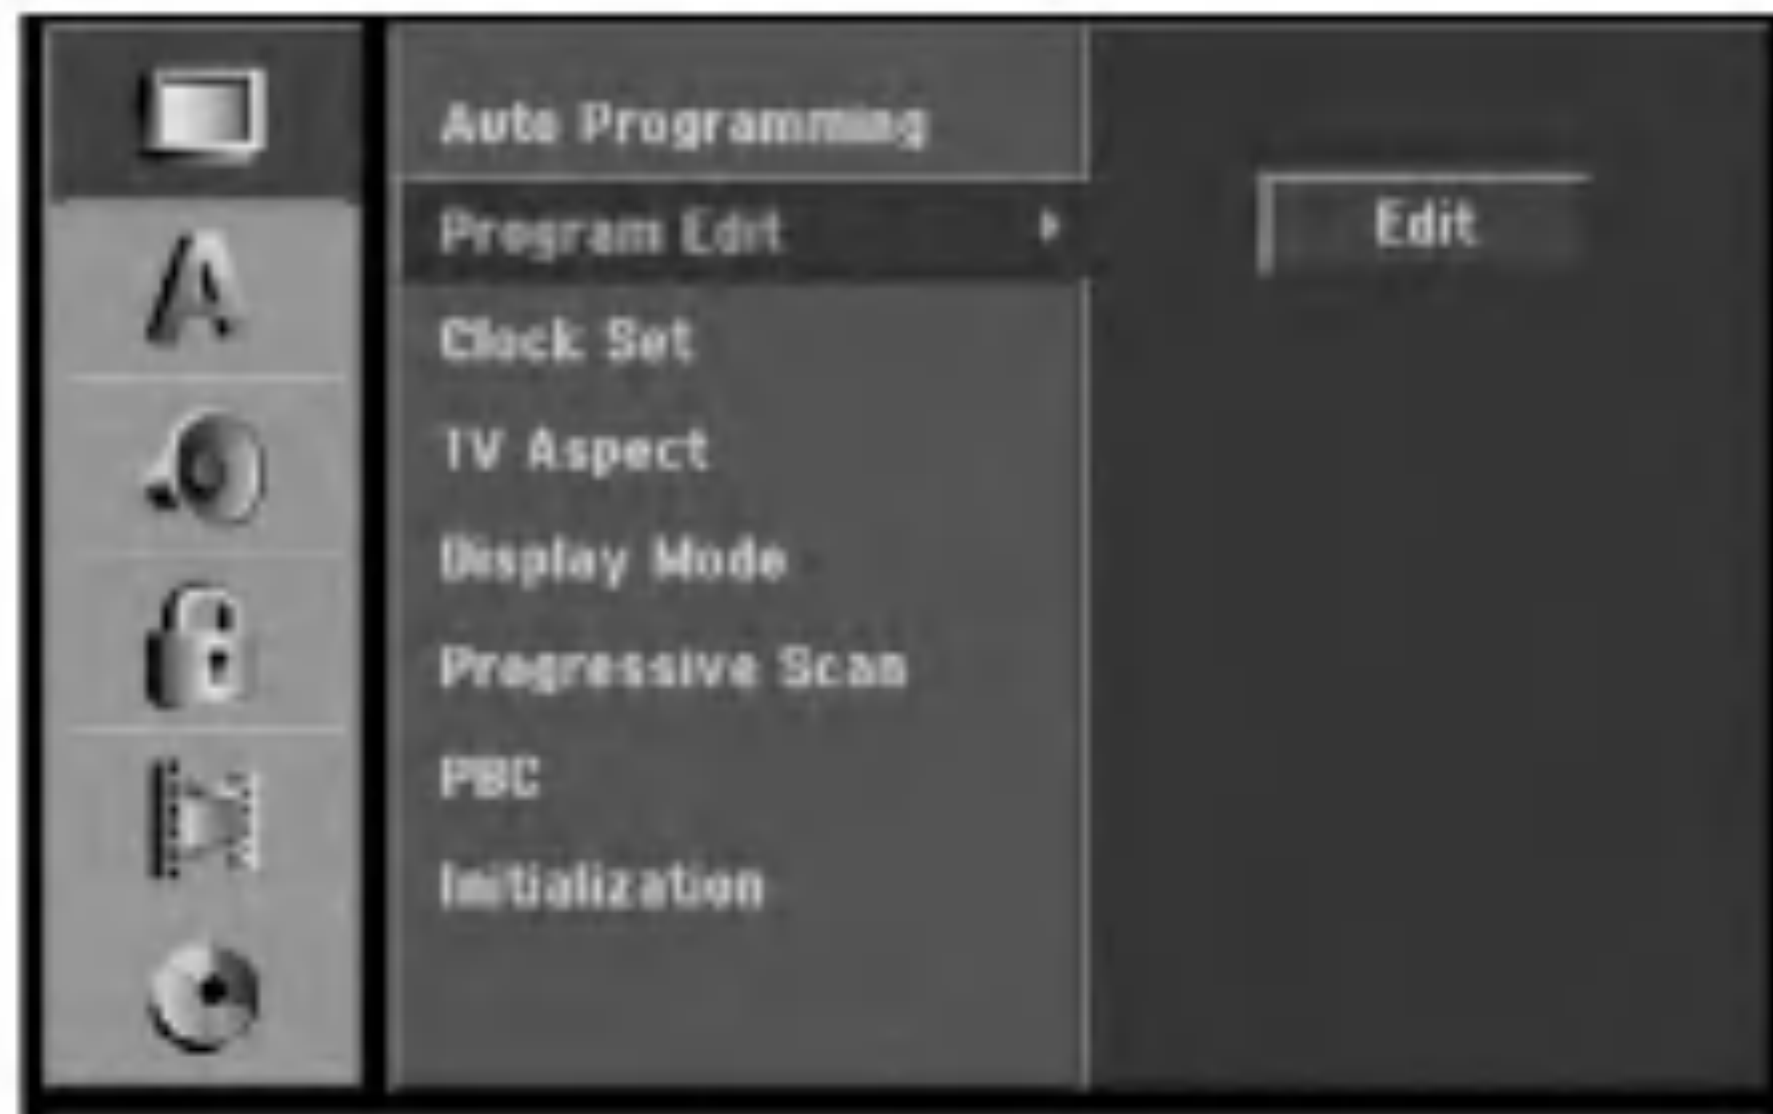 Auto Programming
Program Edit
Edit
Clock Set
TV Aspect
Display Mode
Progressive Scan
PBC
Initialization